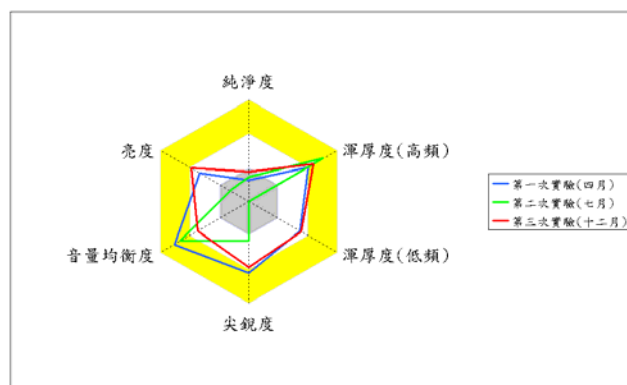 純淨度
亮度
渾厚度(高頻)
第一次實驗(四月)
第二次實驗(七月)
第三次實驗(十二月)
音量均衡度
渾厚度(低頻)
尖銳度